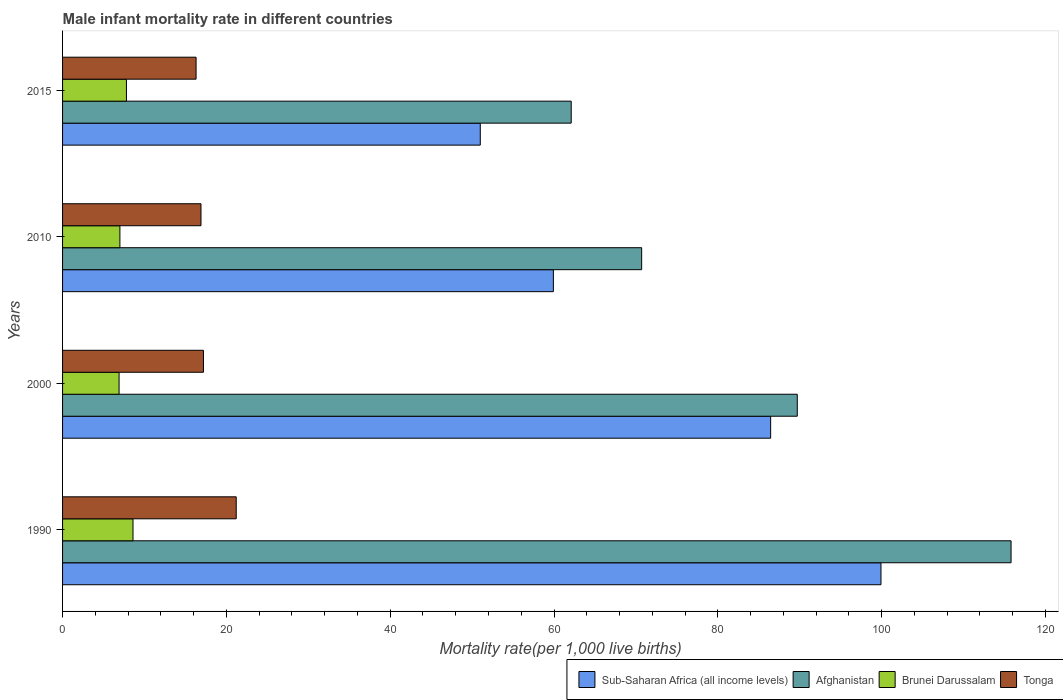 Male infant mortality rate in different countries
2015
2010
2000
1990
Years
0
20
40
60
80
100
120
Mortality rate(per 1,000 live births)
Sub-Saharan Africa (all income levels)
Afghanistan
Brunei Darussalam
Tonga